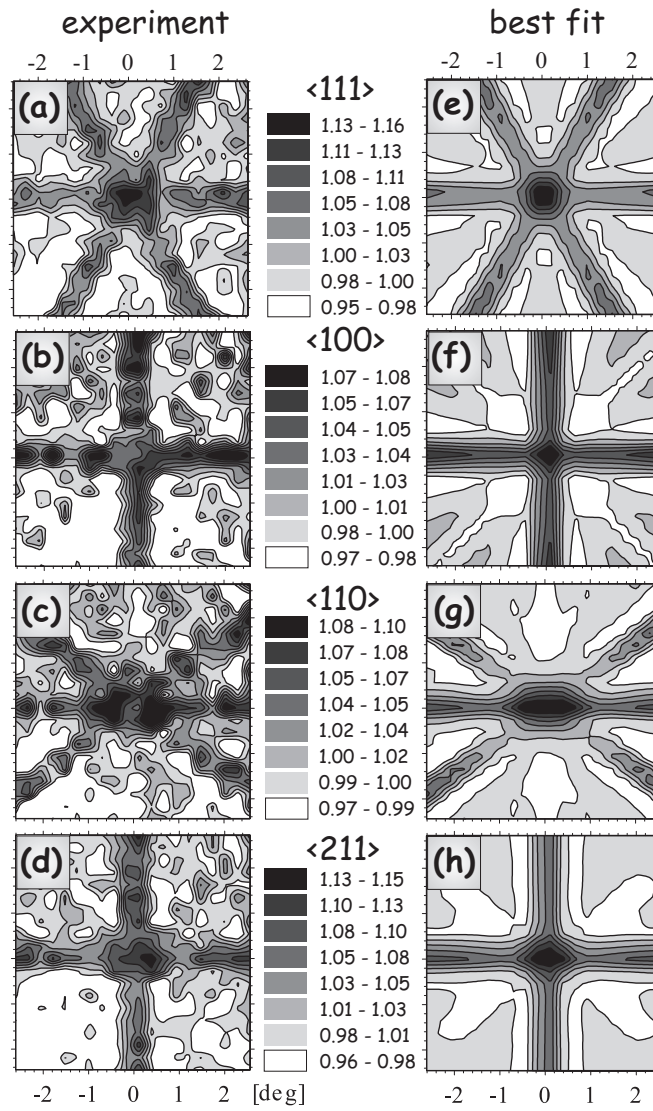 experiment best fit
-2 -1 0 1 2 -2 -1 0 1 2
(a) <111> (e)
1.13 - 1.16
1.11 - 1.13
1.08 - 1.11
1.05 - 1.08
1.03 - 1.05
1.00 - 1.03
0.98 - 1.00
0.95 - 0.98
(b) <100> (f)
1.07 - 1.08
1.05 - 1.07
1.04 - 1.05
1.03 - 1.04
1.01 - 1.03
1.00 - 1.01
0.98 - 1.00
0.97 - 0.98
(c) <110> (g)
1.08 - 1.10
1.07 - 1.08
1.05 - 1.07
1.04 - 1.05
1.02 - 1.04
1.00 - 1.02
0.99 - 1.00
0.97 - 0.99
(d) <211> (h)
1.13 - 1.15
1.10 - 1.13
1.08 - 1.10
1.05 - 1.08
1.03 - 1.05
1.01 - 1.03
0.98 - 1.01
0.96 - 0.98
-2 -1 0 1 2 [deg] -2 -1 0 1 2